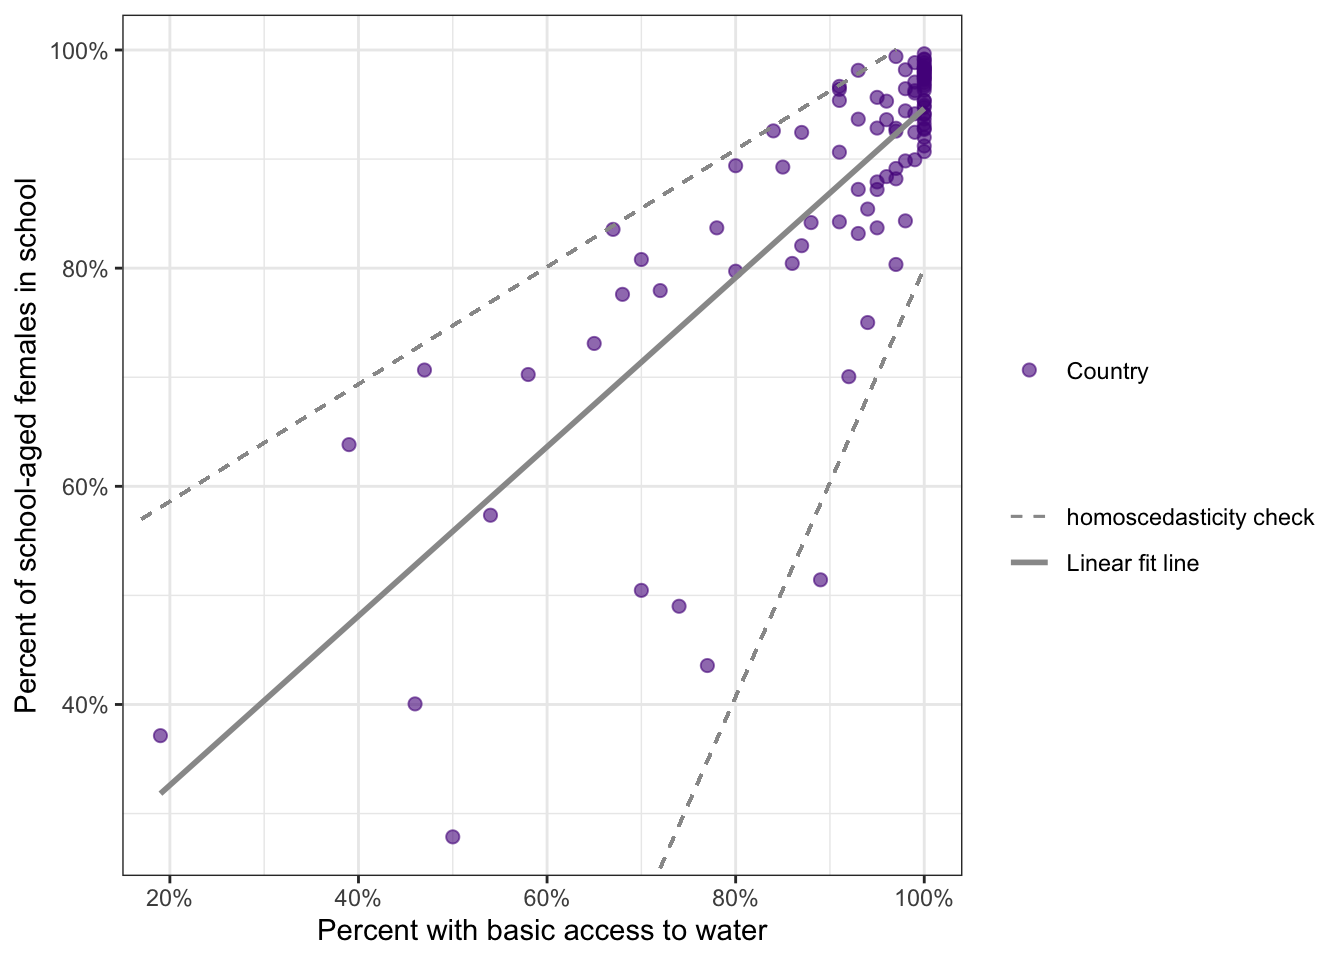 100%
80%
60%
40%
20%
40%
60%
80%
100%
Percent with basic access to water
Percent of school-aged females in school
Country
homoscedasticity check
Linear fit line